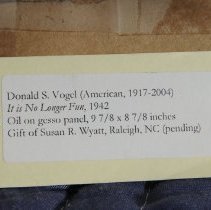 Donald S. Vogel (American, 1917-2004)
It is No Longer Fun, 1942
Oil on gesso panel, 9 7/8 x 8 7/8 inches
Gift of Susan R. Wyatt, Raleigh, NC (pending)